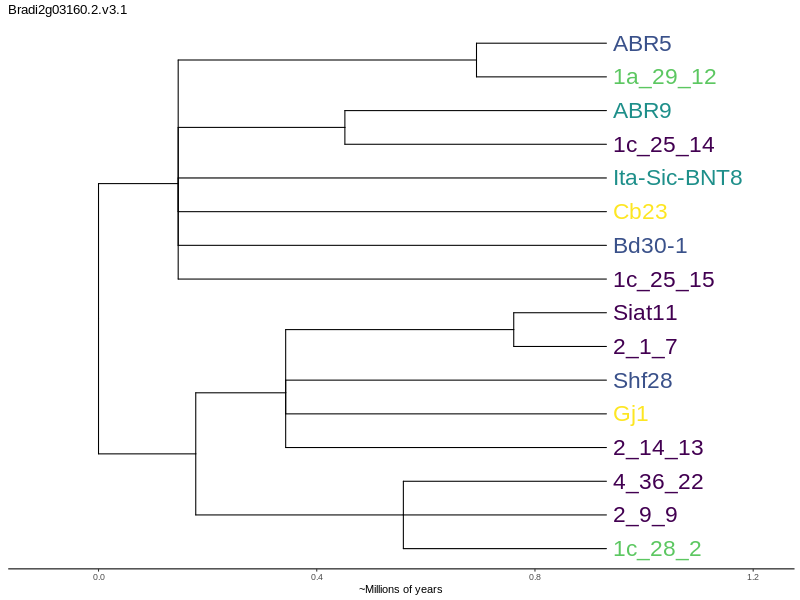 Bradi2g03160.2.v3.1
ABR5
1a_29_12
ABR9
1c_25_14
Ita-Sic-BNT8
Cb23
Bd30-1
1c_25_15
Siat11
2_1_7
Shf28
Gj1
2_14_13
4_36_22
2_9_9
1c_28_2
0.0 0.4 0.8 1.2
~Millions of years